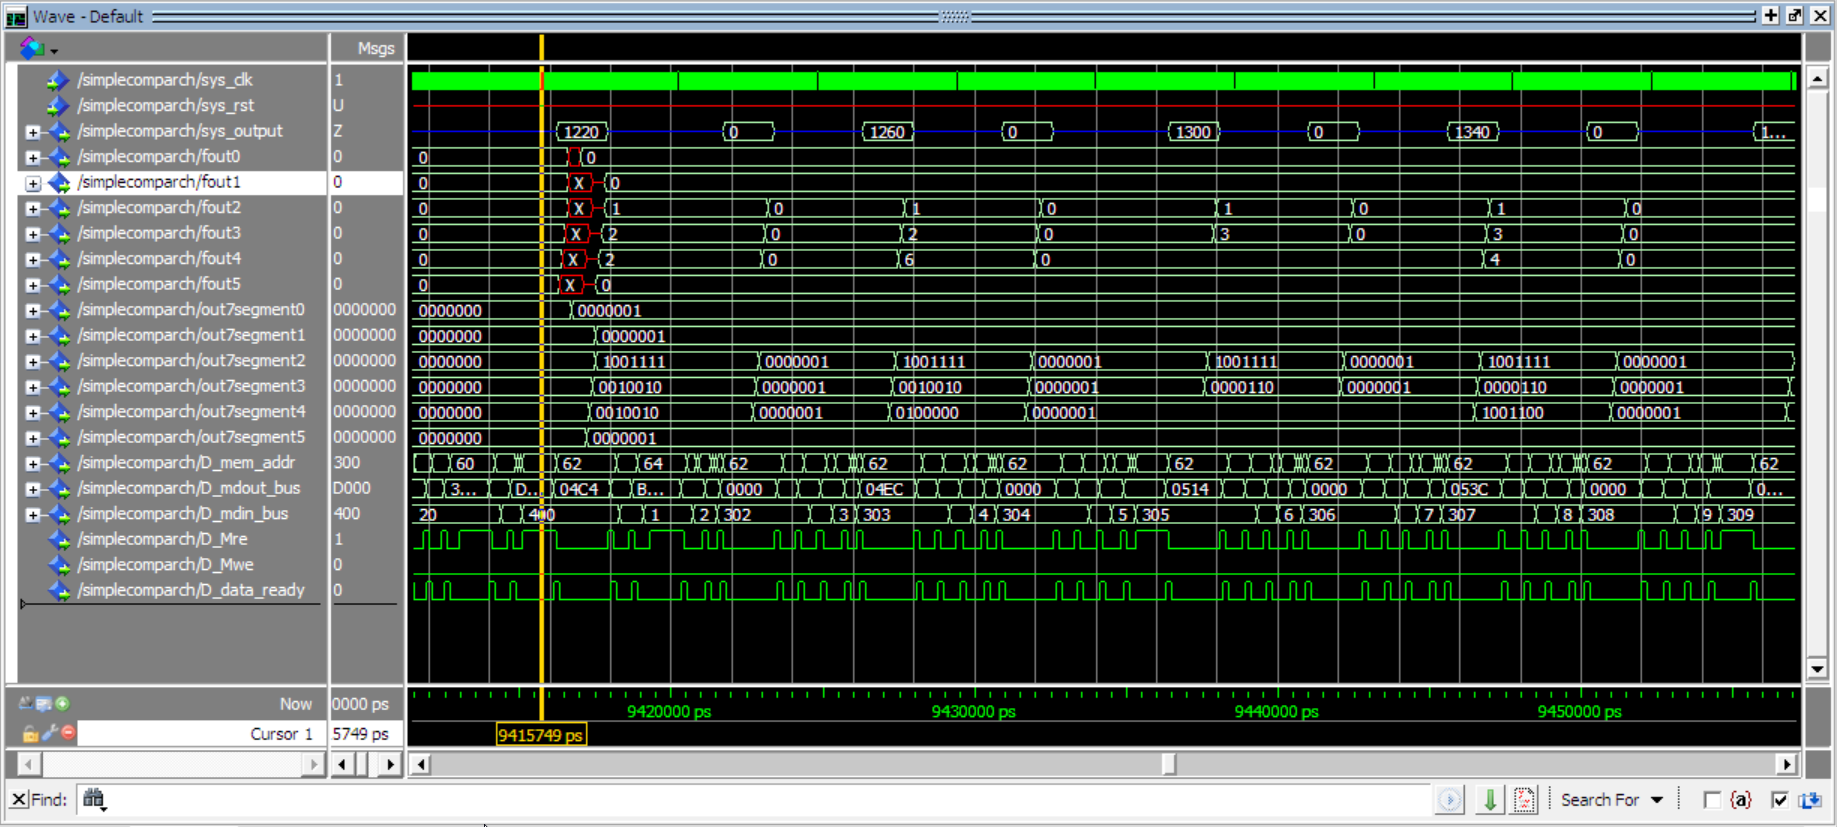 Wave - Default
Msgs
/simplecomparch/sys_clk 1
/simplecomparch/sys_rst U
/simplecomparch/sys_output Z 1220 0 1260 0 1300 0 1340 0 1...
/simplecomparch/fout0 0 0 0
/simplecomparch/fout1 0 0 X 0
/simplecomparch/fout2 0 0 X 1 0 1 0 1 0 1 0
/simplecomparch/fout3 0 0 X 2 0 2 0 3 0 3 0
/simplecomparch/fout4 0 0 X 2 0 6 0 4 0
/simplecomparch/fout5 0 0 X 0
/simplecomparch/out7segment0 0000000 0000000 0000001
/simplecomparch/out7segment1 0000000 0000000 0000001
/simplecomparch/out7segment2 0000000 0000000 1001111 0000001 1001111 0000001 1001111 0000001 1001111 0000001
/simplecomparch/out7segment3 0000000 0000000 0010010 0000001 0010010 0000001 0000110 0000001 0000110 0000001
/simplecomparch/out7segment4 0000000 0000000 0010010 0000001 0100000 0000001 1001100 0000001
/simplecomparch/out7segment5 0000000 0000000 0000001
/simplecomparch/D_mem_addr 300 60 62 64 62 62 62 62 62 62 62 62
/simplecomparch/D_mdout_bus D000 3... D... 04C4 B... 0000 04EC 0000 0514 0000 053C 0000 0...
/simplecomparch/D_mdin_bus 400 20 400 1 2 302 3 303 4 304 5 305 6 306 7 307 8 308 9 309
/simplecomparch/D_Mre 1
/simplecomparch/D_Mwe 0
/simplecomparch/D_data_ready 0
Now 0000 ps 9420000 ps 9430000 ps 9440000 ps 9450000 ps
Cursor 1 5749 ps 9415749 ps
Find: Search For {a}